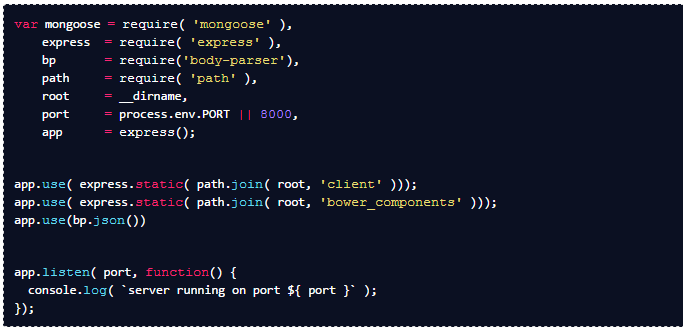 var mongoose = require( 'mongoose' ),
    express  = require( 'express' ),
    bp       = require('body-parser'),
    path     = require( 'path' ),
    root     = __dirname,
    port     = process.env.PORT || 8000,
    app      = express();
app.use( express.static( path.join( root, 'client' )));
app.use( express.static( path.join( root, 'bower_components' )));
app.use(bp.json())
app.listen( port, function() {
  console.log( `server running on port ${ port }` );
});